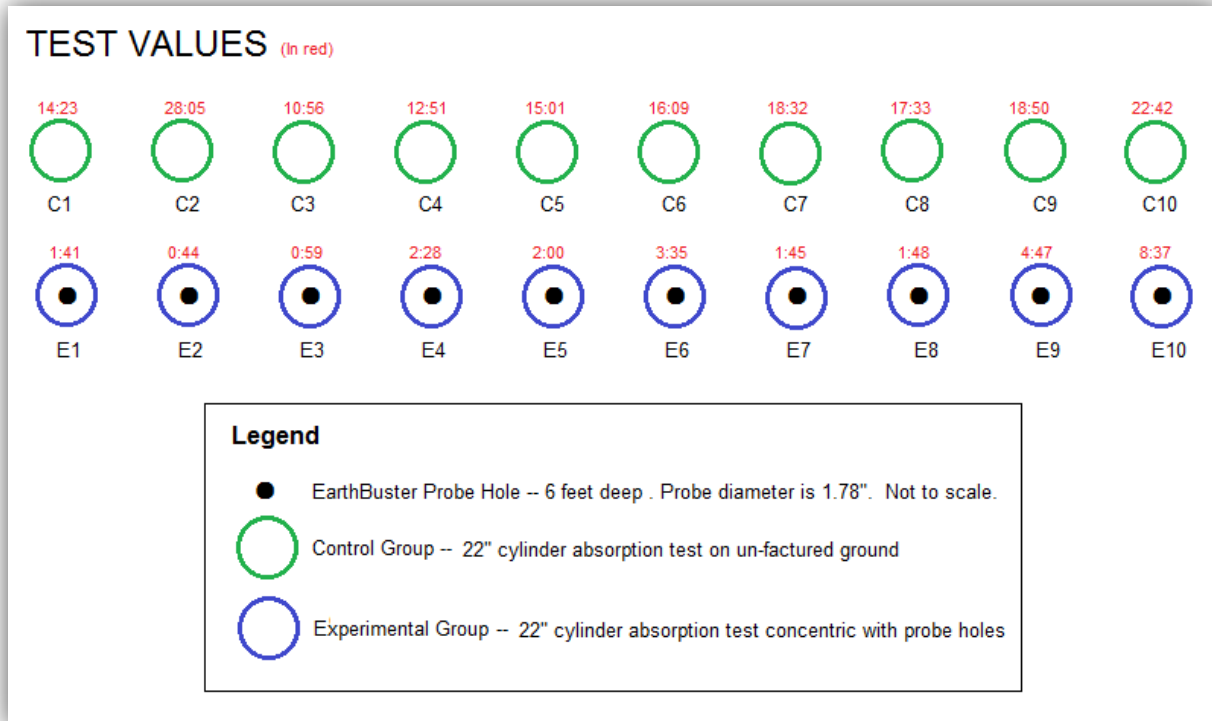 TEST VALUES (In red)
14:23 28:05 10:56 12:51 15:01 16:09 18:32 17:33 18:50 22:42
C1 C2 C3 C4 C5 C6 C7 C8 C9 C10
1:41 0:44 0:59 2:28 2:00 3:35 1:45 1:48 4:47 8:37
E1 E2 E3 E4 E5 E6 E7 E8 E9 E10
Legend
EarthBuster Probe Hole -- 6 feet deep . Probe diameter is 1.78". Not to scale.
Control Group -- 22" cylinder absorption test on un-factured ground
Experimental Group -- 22" cylinder absorption test concentric with probe holes